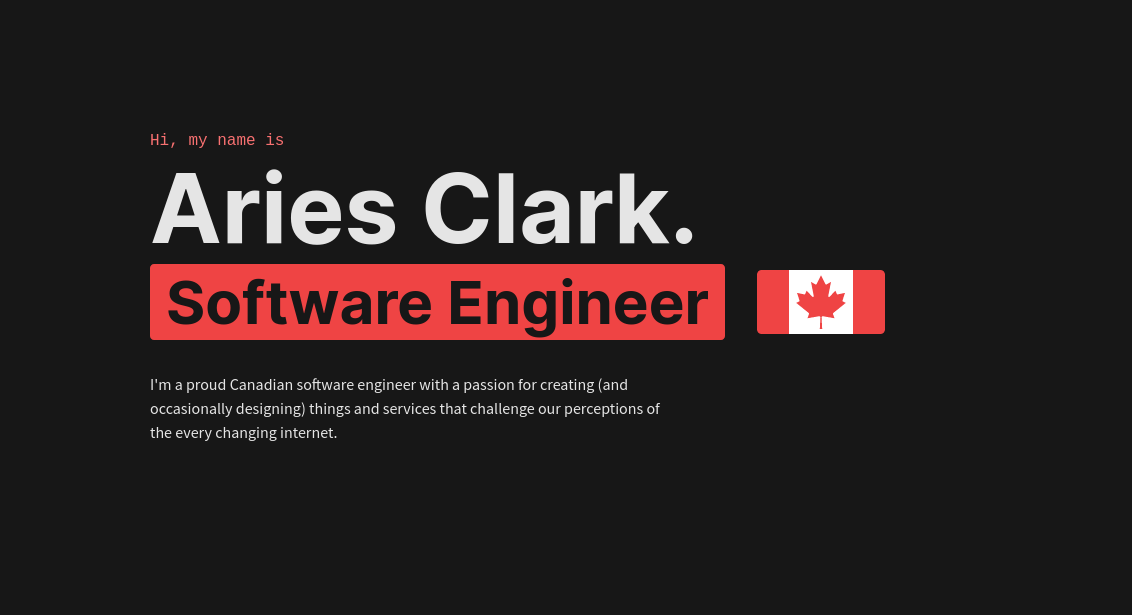 Hi, my name is
Aries Clark.
Software Engineer
I'm a proud Canadian software engineer with a passion for creating (and
occasionally designing) things and services that challenge our perceptions of
the every changing internet.